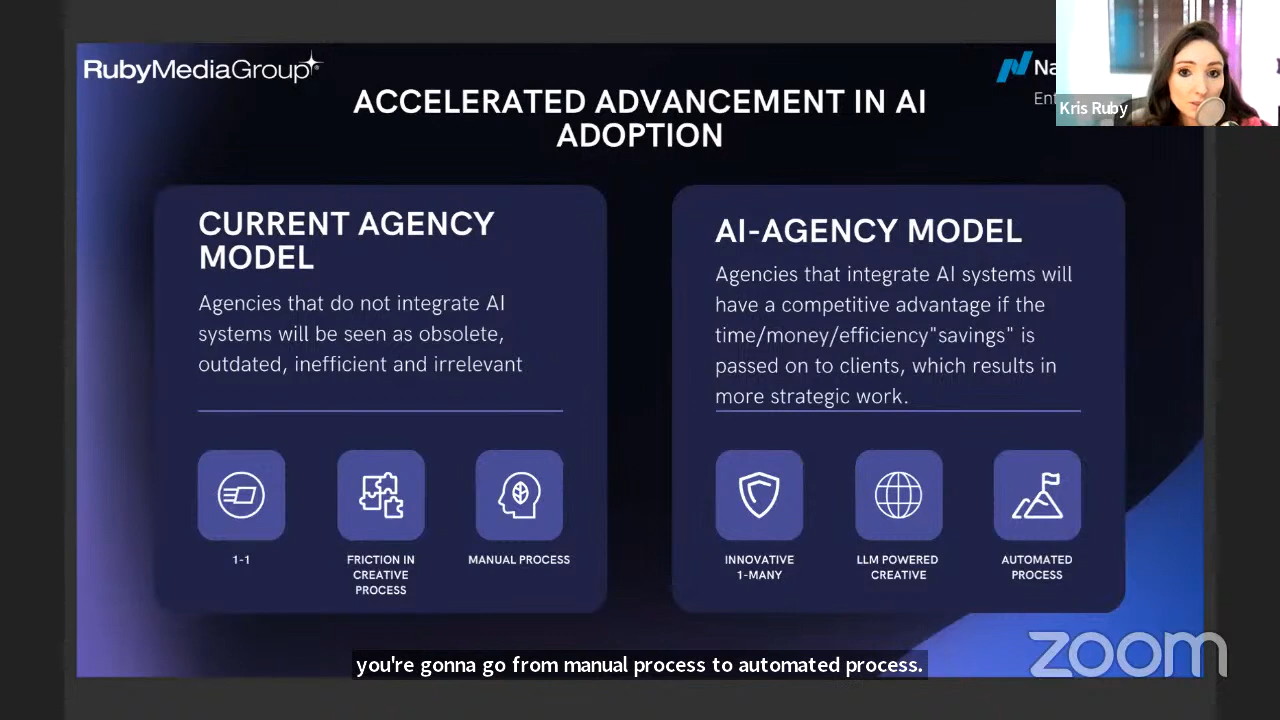 RubyMediaGroup
Kris Ruby
ACCELERATED ADVANCEMENT IN AI
ADOPTION
CURRENT AGENCY
MODEL
Agencies that do not integrate AI
systems will be seen as obsolete,
outdated, inefficient and irrelevant
1-1
FRICTION IN
CREATIVE
PROCESS
MANUAL PROCESS
AI-AGENCY MODEL
Agencies that integrate AI systems will
have a competitive advantage if the
time/money/efficiency"savings" is
passed on to clients, which results in
more strategic work.
INNOVATIVE
1-MANY
LLM POWERED
CREATIVE
AUTOMATED
PROCESS
you're gonna go from manual process to automated process.
zoom